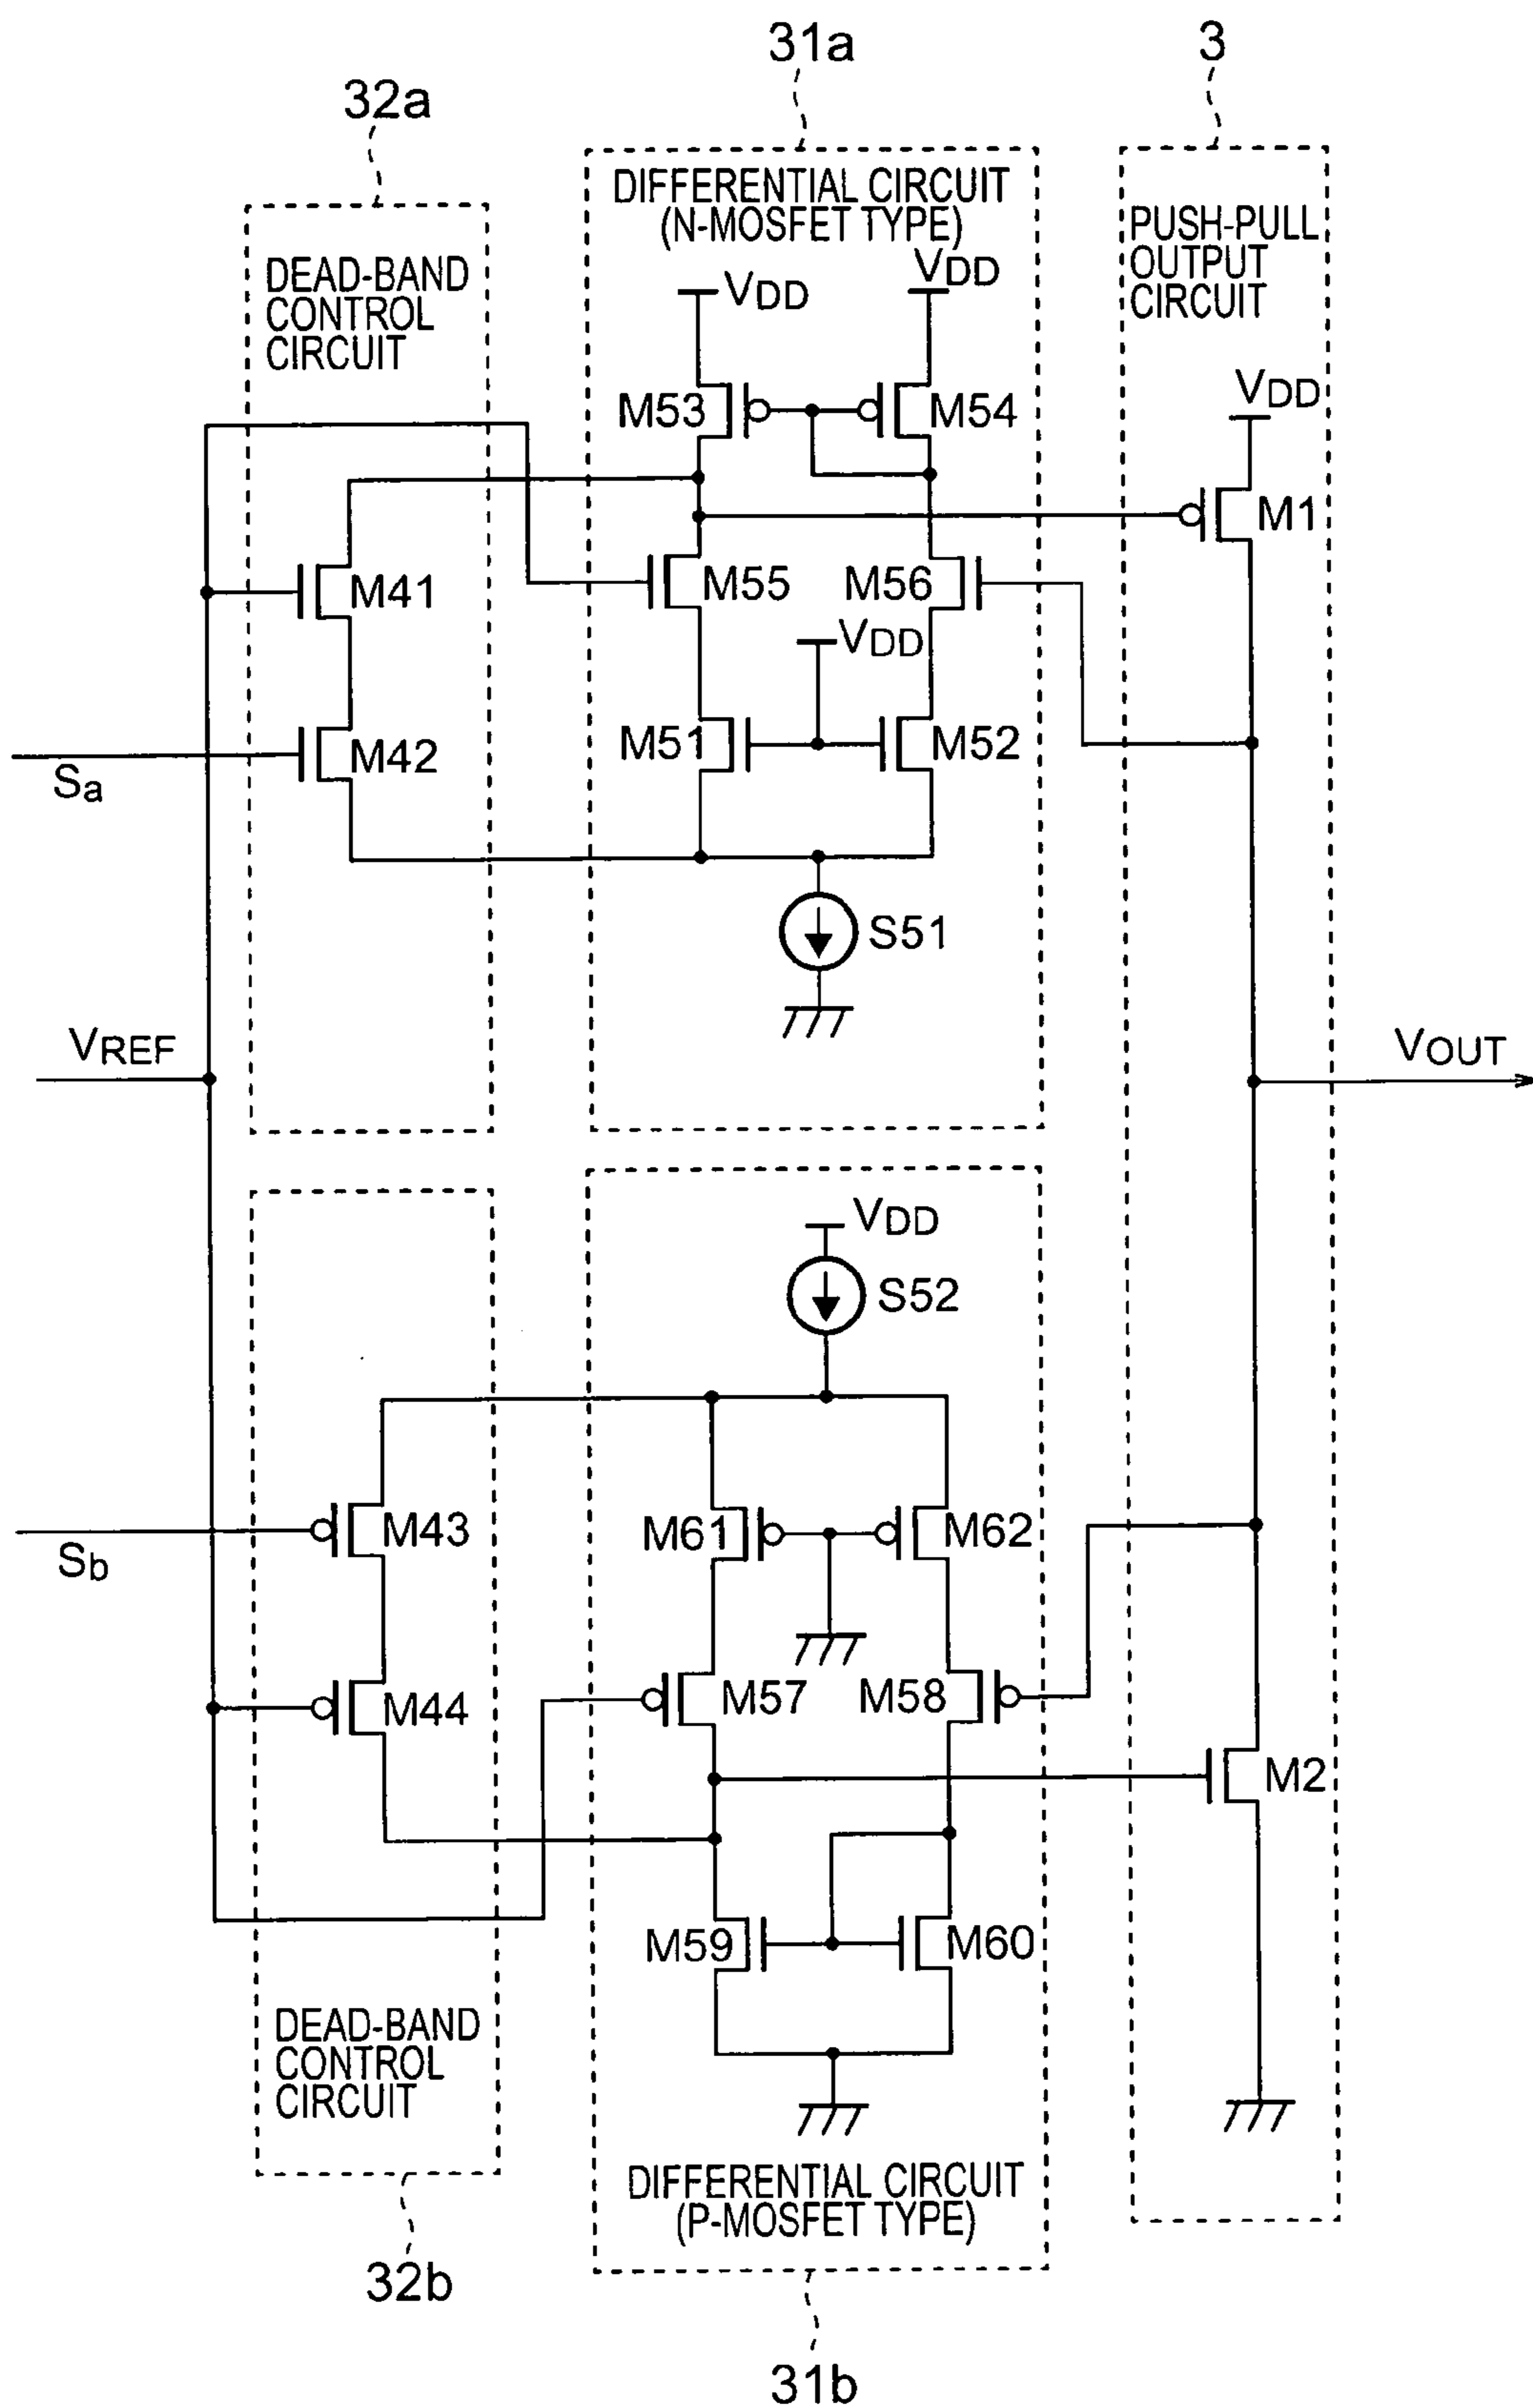 31a
3
32a
DIFFERENTIAL CIRCUIT
(N-MOSFET TYPE)
PUSH-PULL
OUTPUT
CIRCUIT
DEAD-BAND
CONTROL
CIRCUIT
VDD
VDD
VDD
M53
M54
M1
M41
M55
M56
VDD
M42
M51
M52
Sa
S51
VREF
VOUT
VDD
S52
M43
M61
M62
Sb
M44
M57
M58
M2
M59
M60
DEAD-BAND
CONTROL
CIRCUIT
DIFFERENTIAL CIRCUIT
(P-MOSFET TYPE)
32b
31b